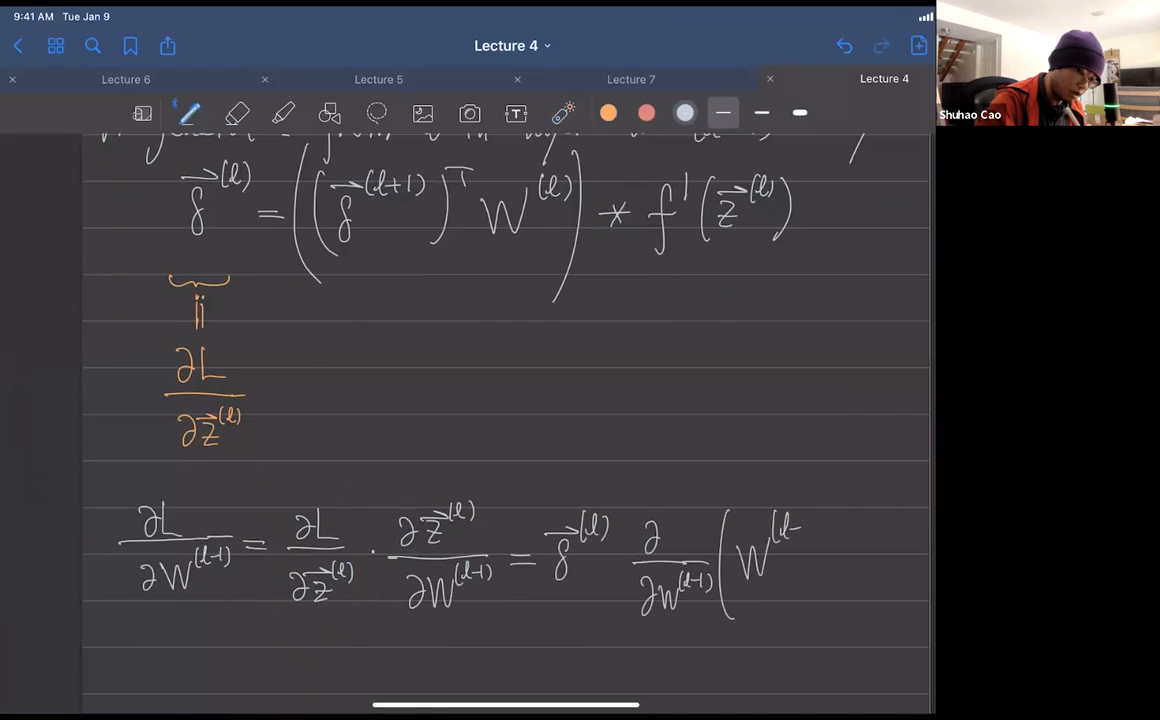 9:41 AM Tue Jan 9
Lecture 4
Lecture 6
Lecture 5
Lecture 7
Lecture 4
Shuhao Cao
δ⃗^(l) = ((δ⃗^(l+1))^T W^(l)) * f'(z⃗^(l))
||
∂L
∂z⃗^(l)
∂L/∂W^(l-1) = ∂L/∂z⃗^(l) · ∂z⃗^(l)/∂W^(l-1) = δ⃗^(l) ∂/∂W^(l-1) (W^(l-